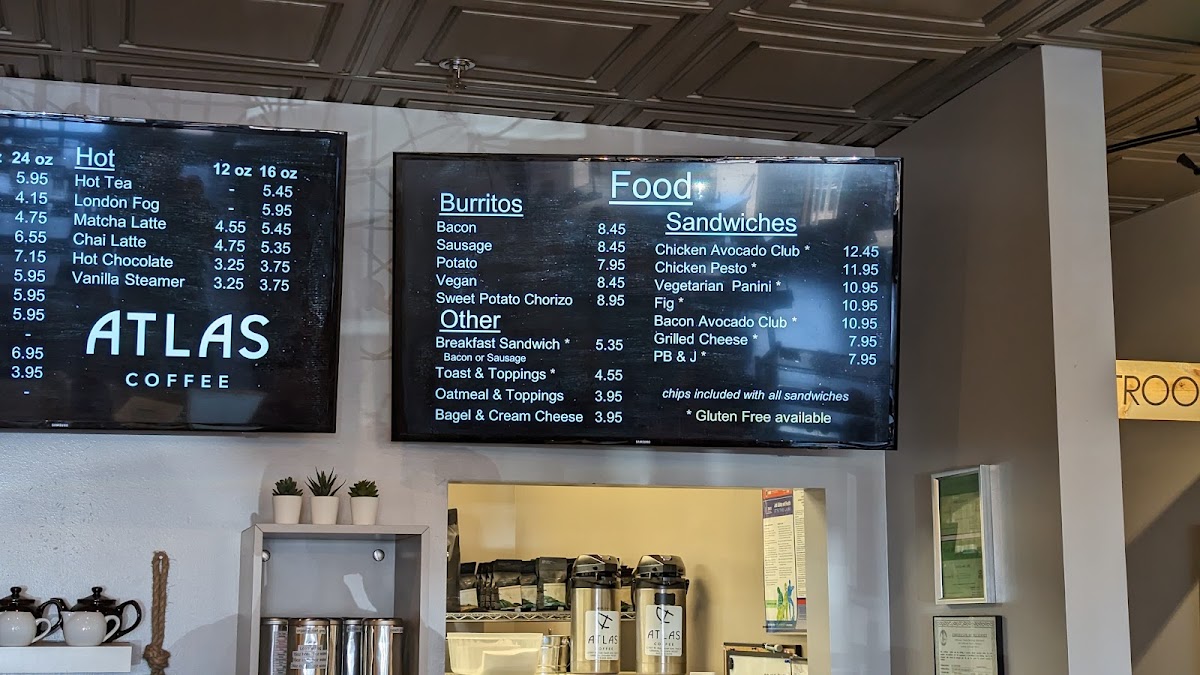 24 oz
5.95
4.15
4.75
6.55
7.15
5.95
5.95
5.95
-
6.95
3.95
-
Hot 12 oz 16 oz
Hot Tea - 5.45
London Fog - 5.95
Matcha Latte 4.55 5.45
Chai Latte 4.75 5.35
Hot Chocolate 3.25 3.75
Vanilla Steamer 3.25 3.75
ATLAS
COFFEE
SAMSUNG
Food
Burritos
Bacon 8.45
Sausage 8.45
Potato 7.95
Vegan 8.45
Sweet Potato Chorizo 8.95
Other
Breakfast Sandwich * 5.35
Bacon or Sausage
Toast & Toppings * 4.55
Oatmeal & Toppings 3.95
Bagel & Cream Cheese 3.95
Sandwiches
Chicken Avocado Club * 12.45
Chicken Pesto * 11.95
Vegetarian Panini * 10.95
Fig * 10.95
Bacon Avocado Club * 10.95
Grilled Cheese * 7.95
PB & J * 7.95
chips included with all sandwiches
* Gluten Free available
SAMSUNG
TROO
ATLAS
COFFEE
ATLAS
COFFEE